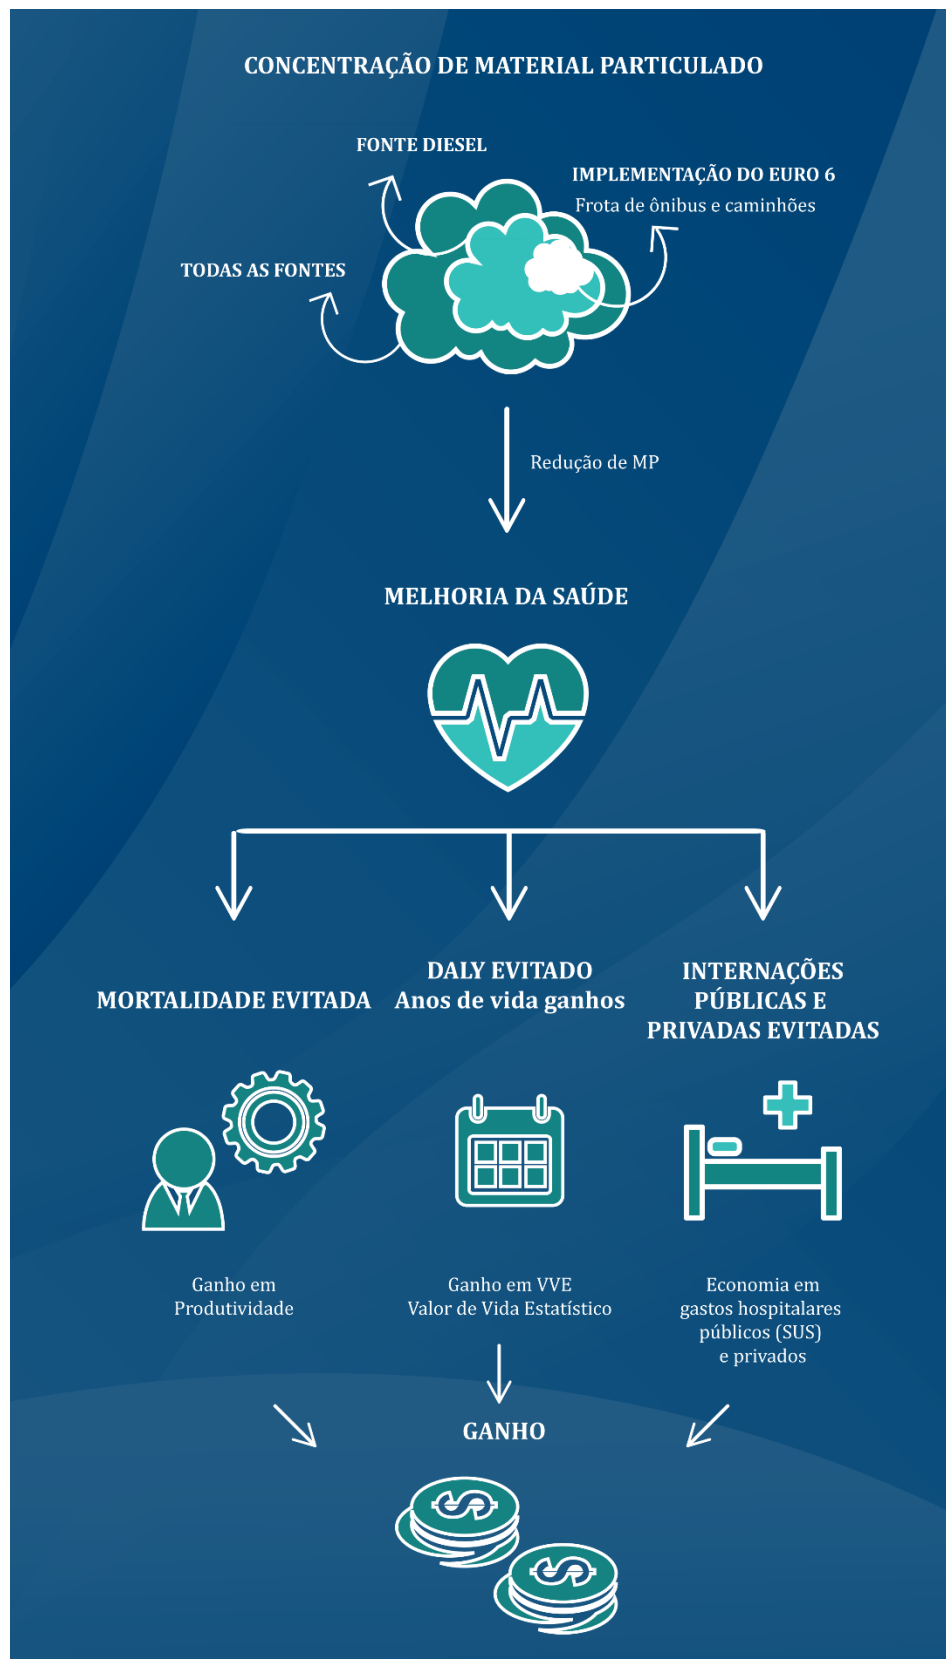 CONCENTRAÇÃO DE MATERIAL PARTICULADO
FONTE DIESEL
IMPLEMENTAÇÃO DO EURO 6
Frota de ônibus e caminhões
TODAS AS FONTES
Redução de MP
MELHORIA DA SAÚDE
MORTALIDADE EVITADA
DALY EVITADO
Anos de vida ganhos
INTERNAÇÕES
PÚBLICAS E
PRIVADAS EVITADAS
Ganho em
Produtividade
Ganho em VVE
Valor de Vida Estatístico
Economia em
gastos hospitalares
públicos (SUS)
e privados
GANHO
$
$